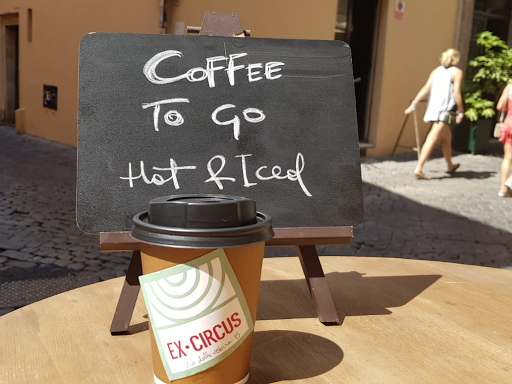 COFFEE
TO GO
Hot & Iced
EX•CIRCUS